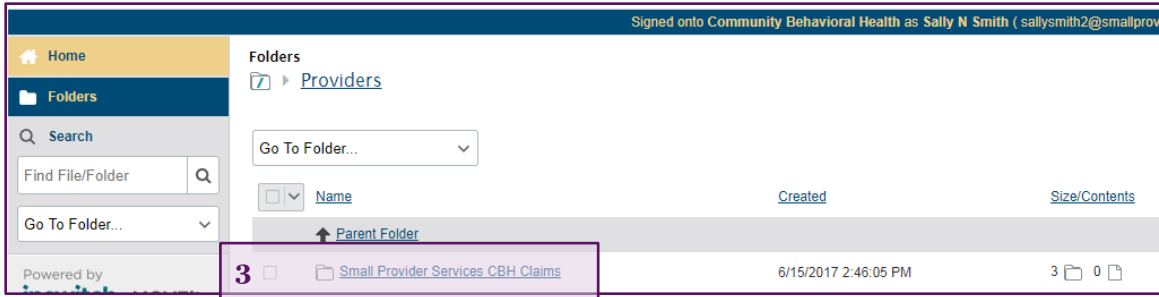 Signed onto Community Behavioral Health as Sally N Smith ( sallysmith2@smallprov
Home
Folders
Search
Find File/Folder
Go To Folder...
Powered by
Folders
Providers
Go To Folder...
Name Created Size/Contents
Parent Folder
3 Small Provider Services CBH Claims 6/15/2017 2:46:05 PM 3 0